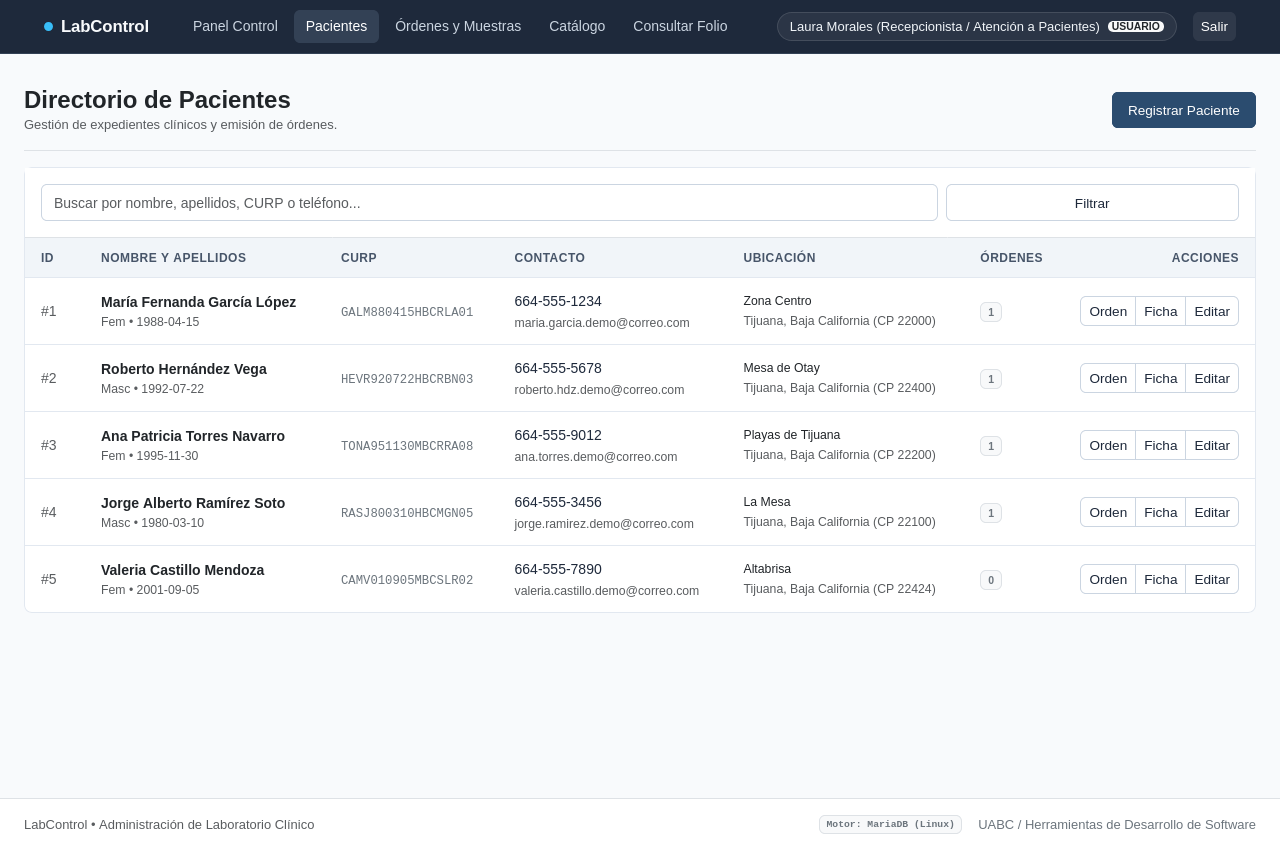 LabControl Panel Control Pacientes Órdenes y Muestras Catálogo Consultar Folio Laura Morales (Recepcionista / Atención a Pacientes) USUARIO Salir
Directorio de Pacientes
Gestión de expedientes clínicos y emisión de órdenes.
Registrar Paciente
Buscar por nombre, apellidos, CURP o teléfono... Filtrar
ID NOMBRE Y APELLIDOS CURP CONTACTO UBICACIÓN ÓRDENES ACCIONES
#1 María Fernanda García López GALM880415HBCRLA01 664-555-1234 Zona Centro 1 Orden Ficha Editar
Fem • 1988-04-15 maria.garcia.demo@correo.com Tijuana, Baja California (CP 22000)
#2 Roberto Hernández Vega HEVR920722HBCRBN03 664-555-5678 Mesa de Otay 1 Orden Ficha Editar
Masc • 1992-07-22 roberto.hdz.demo@correo.com Tijuana, Baja California (CP 22400)
#3 Ana Patricia Torres Navarro TONA951130MBCRRA08 664-555-9012 Playas de Tijuana 1 Orden Ficha Editar
Fem • 1995-11-30 ana.torres.demo@correo.com Tijuana, Baja California (CP 22200)
#4 Jorge Alberto Ramírez Soto RASJ800310HBCMGN05 664-555-3456 La Mesa 1 Orden Ficha Editar
Masc • 1980-03-10 jorge.ramirez.demo@correo.com Tijuana, Baja California (CP 22100)
#5 Valeria Castillo Mendoza CAMV010905MBCSLR02 664-555-7890 Altabrisa 0 Orden Ficha Editar
Fem • 2001-09-05 valeria.castillo.demo@correo.com Tijuana, Baja California (CP 22424)
LabControl • Administración de Laboratorio Clínico Motor: MariaDB (Linux) UABC / Herramientas de Desarrollo de Software